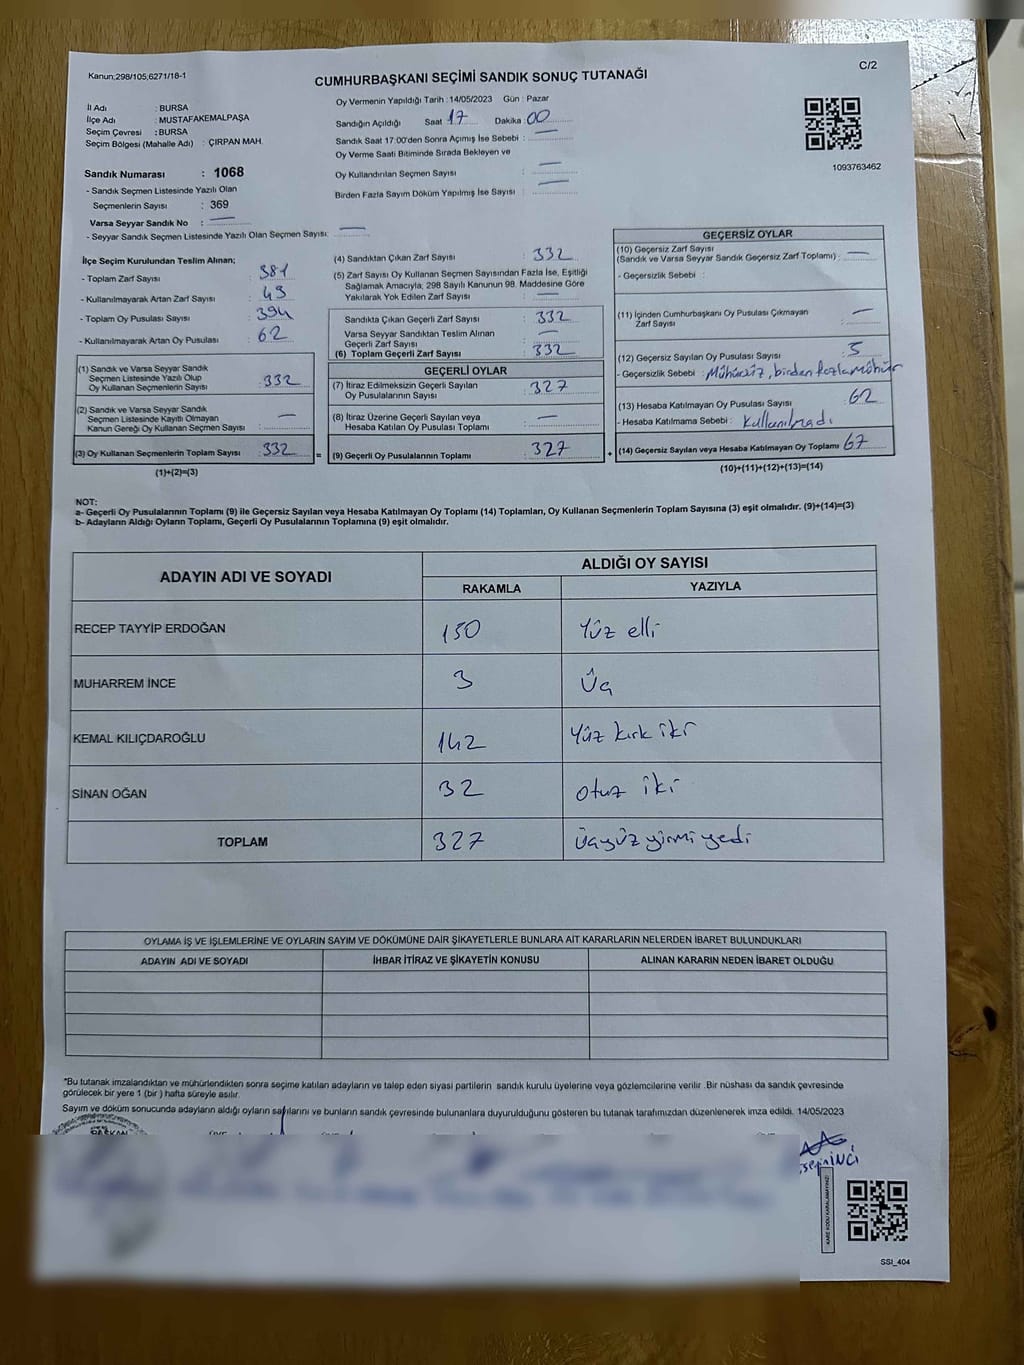 Kanun:298/105,6271/18-1
CUMHURBAŞKANI SEÇİMİ SANDIK SONUÇ TUTANAĞI
C/2
İl Adı : BURSA
İlçe Adı : MUSTAFAKEMALPAŞA
Seçim Çevresi : BURSA
Seçim Bölgesi (Mahalle Adı) : ÇIRPAN MAH.
Sandık Numarası : 1068
- Sandık Seçmen Listesinde Yazılı Olan
Seçmenlerin Sayısı : 369
Varsa Seyyar Sandık No : —
- Seyyar Sandık Seçmen Listesinde Yazılı Olan Seçmen Sayısı: —
Oy Vermenin Yapıldığı Tarih : 14/05/2023 Gün : Pazar
Sandığın Açıldığı Saat 17 Dakika 00
Sandık Saat 17:00'den Sonra Açımış İse Sebebi : —
Oy Verme Saati Bitiminde Sırada Bekleyen ve
Oy Kullandırılan Seçmen Sayısı : —
Birden Fazla Sayım Döküm Yapılmış İse Sayısı : —
1093763462
İlçe Seçim Kurulundan Teslim Alınan;
- Toplam Zarf Sayısı : 381
- Kullanılmayarak Artan Zarf Sayısı : 49
- Toplam Oy Pusulası Sayısı : 394
- Kullanılmayarak Artan Oy Pusulası : 62
(1) Sandık ve Varsa Seyyar Sandık
Seçmen Listesinde Yazılı Olup
Oy Kullanan Seçmenlerin Sayısı : 332
(2) Sandık ve Varsa Seyyar Sandık
Seçmen Listesinde Kayıtlı Olmayan
Kanun Gereği Oy Kullanan Seçmen Sayısı : —
(3) Oy Kullanan Seçmenlerin Toplam Sayısı : 332 =
(1)+(2)=(3)
(4) Sandıktan Çıkan Zarf Sayısı : 332
(5) Zarf Sayısı Oy Kullanan Seçmen Sayısından Fazla İse, Eşitliği
Sağlamak Amacıyla, 298 Sayılı Kanunun 98. Maddesine Göre
Yakılarak Yok Edilen Zarf Sayısı : —
Sandıkta Çıkan Geçerli Zarf Sayısı : 332
Varsa Seyyar Sandıktan Teslim Alınan
Geçerli Zarf Sayısı : —
(6) Toplam Geçerli Zarf Sayısı : 332
GEÇERLİ OYLAR
(7) İtiraz Edilmeksizin Geçerli Sayılan
Oy Pusulalarının Sayısı : 327
(8) İtiraz Üzerine Geçerli Sayılan veya
Hesaba Katılan Oy Pusulası Toplamı : —
(9) Geçerli Oy Pusulalarının Toplamı : 327 +
GEÇERSİZ OYLAR
(10) Geçersiz Zarf Sayısı
(Sandık ve Varsa Seyyar Sandık Geçersiz Zarf Toplamı) : —
- Geçersizlik Sebebi :
(11) İçinden Cumhurbaşkanı Oy Pusulası Çıkmayan
Zarf Sayısı : —
(12) Geçersiz Sayılan Oy Pusulası Sayısı : 5
- Geçersizlik Sebebi : Mühürsüz, birden fazla mühür
(13) Hesaba Katılmayan Oy Pusulası Sayısı : 62
- Hesaba Katılmama Sebebi : Kullanılmadı
(14) Geçersiz Sayılan veya Hesaba Katılmayan Oy Toplamı : 67
(10)+(11)+(12)+(13)=(14)
NOT:
a- Geçerli Oy Pusulaları Toplamı (9) ile Geçersiz Sayılan veya Hesaba Katılmayan Oy Toplamı (14) Toplamları, Oy Kullanan Seçmenlerin Toplam Sayısına (3) eşit olmalıdır. (9)+(14)=(3)
b- Adayların Aldığı Oyların Toplamı, Geçerli Oy Pusulalarının Toplamına (9) eşit olmalıdır.
ADAYIN ADI VE SOYADI ALDIĞI OY SAYISI
RAKAMLA YAZIYLA
RECEP TAYYİP ERDOĞAN 150 Yüz elli
MUHARREM İNCE 3 Üç
KEMAL KILIÇDAROĞLU 142 Yüz kırk iki
SİNAN OĞAN 32 otuz iki
TOPLAM 327 üçyüz yirmi yedi
OYLAMA İŞ VE İŞLEMLERİNE VE OYLARIN SAYIM VE DÖKÜMÜNE DAİR ŞİKAYETLERLE BUNLARA AİT KARARLARIN NELERDEN İBARET BULUNDUKLARI
ADAYIN ADI VE SOYADI İHBAR İTİRAZ VE ŞİKAYETİN KONUSU ALINAN KARARIN NEDEN İBARET OLDUĞU
*Bu tutanak imzalandıktan ve mühürlendikten sonra seçime katılan adayların ve talep eden siyasi partilerin sandık kurulu üyelerine veya gözlemcilerine verilir .Bir nüshası da sandık çevresinde
görülecek bir yere 1 (bir ) hafta süreyle asılır.
Sayım ve döküm sonucunda adayların aldığı oyların sayılarını ve bunların sandık çevresinde bulunanlara duyurulduğunu gösteren bu tutanak tarafımızdan düzenlenerek imza edildi. 14/05/2023
BAŞKAN
KARE KODU KARALAMAYINIZ
SSI_404